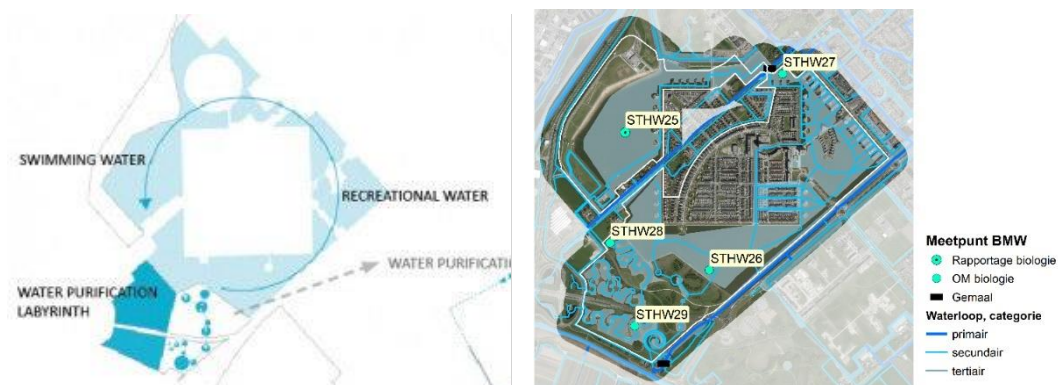 SWIMMING WATER
RECREATIONAL WATER
WATER PURIFICATI
WATER PURIFICATION
LABYRINTH
STHW27
STHW25
STHW28
STHW26
STHW29
Meetpunt BMW
Rapportage biologie
OM biologie
Gemaal
Waterloop, categorie
primair
secundair
tertiair